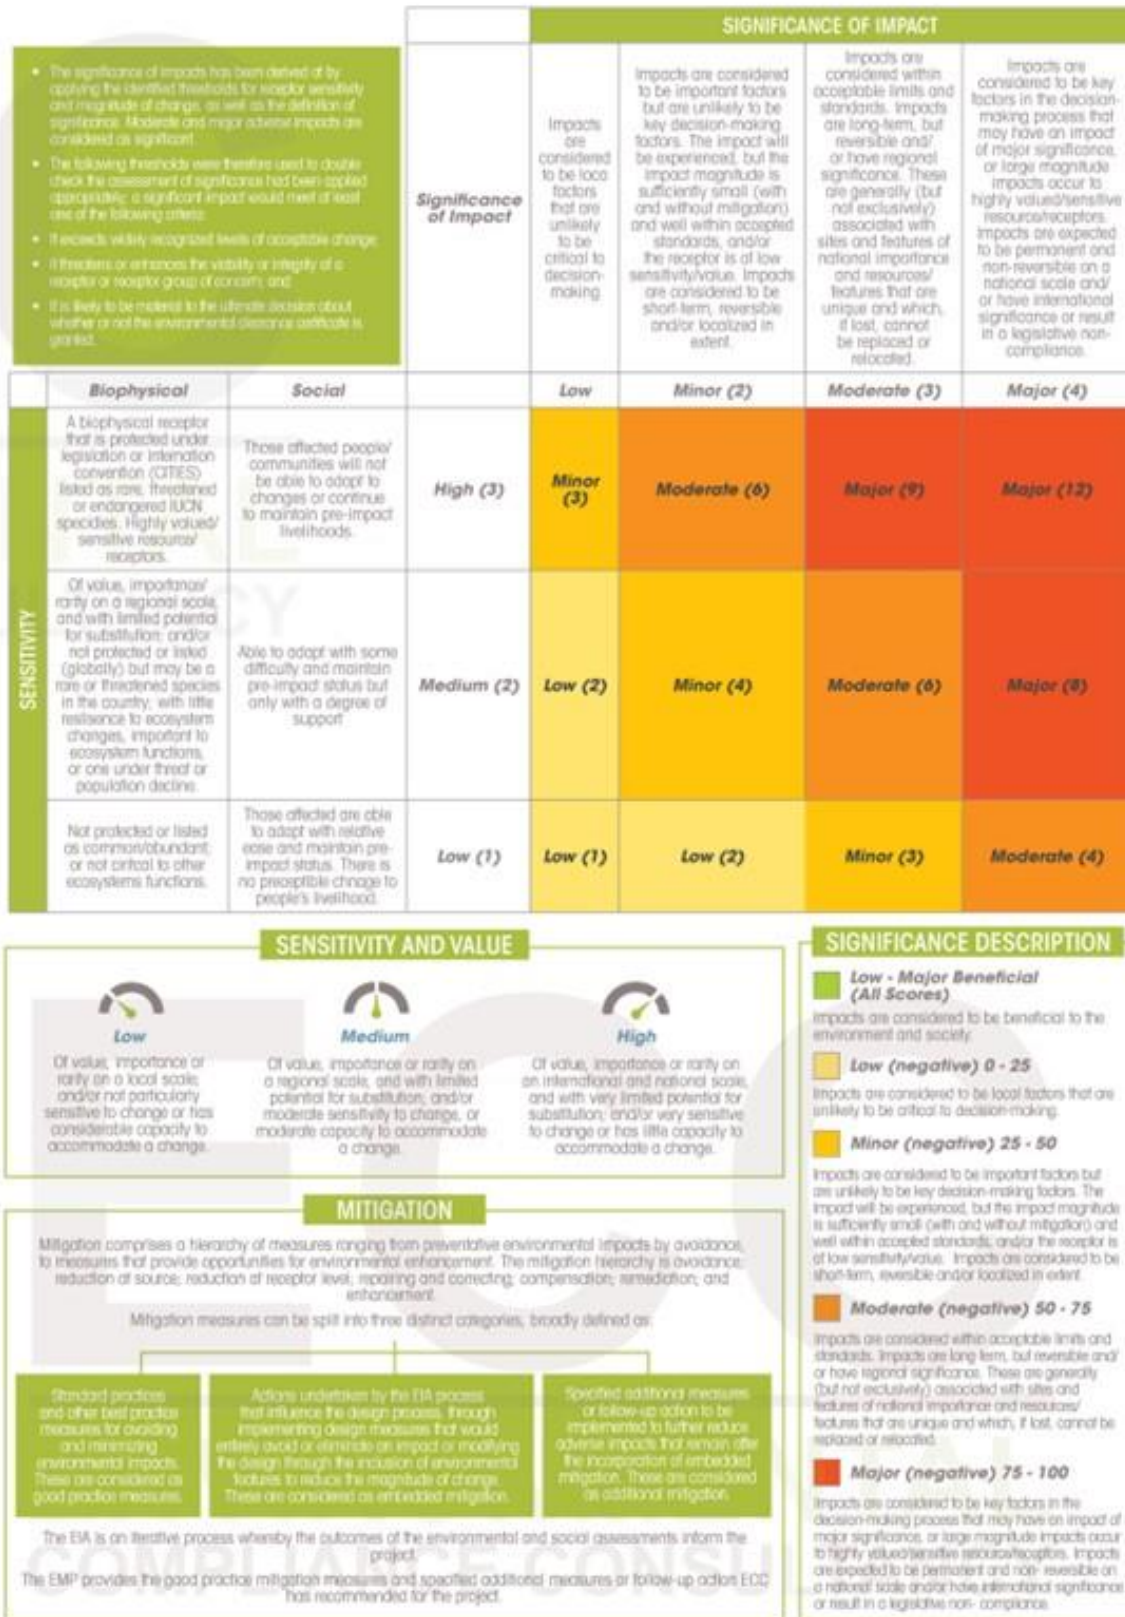 SIGNIFICANCE OF IMPACT
• The significance of impacts has been derived of by
applying the identified thresholds for receptor sensitivity
and magnitude of change, as well as the definition of
significance. Moderate and major adverse impacts are
considered as significant.
• The following thresholds were therefore used to double
check the assessment of significance had been applied
appropriately; a significant impact would meet at least
one of the following criteria:
• It exceeds widely recognized levels of acceptable change;
• It threatens or enhances the viability or integrity of a
receptor or receptor group of concern; and
• It is likely to be material to the ultimate decision about
whether or not the environmental clearance certificate is
granted.
Significance
of Impact
Impacts
are
considered
to be loca
factors
that are
unlikely
to be
critical to
decision-
making
Impacts are considered
to be important factors
but are unlikely to be
key decision-making
factors. The impact will
be experienced, but the
impact magnitude is
sufficiently small (with
and without mitigation)
and well within accepted
standards, and/or
the receptor is of low
sensitivity/value. Impacts
are considered to be
short-term, reversible
and/or localized in
extent.
Impacts are
considered within
acceptable limits and
standards. Impacts
are long-term, but
reversible and/
or have regional
significance. These
are generally (but
not exclusively)
associated with
sites and features of
national importance
and resources/
features that are
unique and which,
if lost, cannot
be replaced or
relocated.
Impacts are
considered to be key
factors in the decision-
making process that
may have an impact
of major significance,
or large magnitude
impacts occur to
highly valued/sensitive
resource/receptors.
Impacts are expected
to be permanent and
non-reversible on a
national scale and/
or have international
significance or result
in a legislative non-
compliance.
Biophysical
Social
Low
Minor (2)
Moderate (3)
Major (4)
SENSITIVITY
A biophysical receptor
that is protected under
legislation or internation
convention (CITIES)
listed as rare, threatened
or endangered IUCN
specidies. Highly valued/
sensitive resource/
receptors.
Those affected people/
communities will not
be able to adapt to
changes or continue
to maintain pre-impact
livelihoods.
High (3)
Minor
(3)
Moderate (6)
Major (9)
Major (12)
Of value, importance/
rarity on a regional scale,
and with limited potential
for substitution; and/or
not protected or listed
(globally) but may be a
rare or threatened species
in the country; with little
resilience to ecosystem
changes, important to
ecosystem functions,
or one under threat or
population decline.
Able to adapt with some
difficulty and maintain
pre-impact status but
only with a degree of
support
Medium (2)
Low (2)
Minor (4)
Moderate (6)
Major (8)
Not protected or listed
as common/abundant;
or not critical to other
ecosystems functions.
Those affected are able
to adapt with relative
ease and maintain pre-
impact status. There is
no preceptible chnage to
people's livelihood.
Low (1)
Low (1)
Low (2)
Minor (3)
Moderate (4)
SENSITIVITY AND VALUE
Low
Of value, importance or
rarity on a local scale;
and/or not particularly
sensitive to change or has
considerable capacity to
accommodate a change.
Medium
Of value, importance or rarity on
a regional scale, and with limited
potential for substitution; and/or
moderate sensitivity to change, or
moderate capacity to accommodate
a change.
High
Of value, importance or rarity on
an international and national scale,
and with very limited potential for
substitution; and/or very sensitive
to change or has little capacity to
accommodate a change.
MITIGATION
Mitigation comprises a hierarchy of measures ranging from preventative environmental impacts by avoidance,
to measures that provide opportunities for environmental enhancement. The mitigation hierarchy is avoidance;
reduction at source; reduction at receptor level; repairing and correcting; compensation; remediation; and
enhancement.
Mitigation measures can be split into three distinct categories, broadly defined as:
Standard practices
and other best practice
measures for avoiding
and minimizing
environmental impacts.
These are considered as
good practice measures.
Actions undertaken by the EIA process
that influence the design process, through
implementing design measures that would
entirely avoid or eliminate an impact or modifying
the design through the inclusion of environmental
features to reduce the magnitude of change.
These are considered as embedded mitigation.
Specified additional measures
or follow-up action to be
implemented to further reduce
adverse impacts that remain after
the incorporation of embedded
mitigation. These are considered
as additional mitigation.
The EIA is an iterative process whereby the outcomes of the environmental and social assessments inform the
project.
The EMP provides the good practice mitigation measures and specified additional measures or follow-up action ECC
has recommended for the project.
SIGNIFICANCE DESCRIPTION
Low - Major Beneficial
(All Scores)
Impacts are considered to be beneficial to the
environment and society.
Low (negative) 0 - 25
Impacts are considered to be local factors that are
unlikely to be critical to decision-making.
Minor (negative) 25 - 50
Impacts are considered to be important factors but
are unlikely to be key decision-making factors. The
impact will be experienced, but the impact magnitude
is sufficiently small (with and without mitigation) and
well within accepted standards, and/or the receptor is
of low sensitivity/value. Impacts are considered to be
short-term, reversible and/or localized in extent.
Moderate (negative) 50 - 75
Impacts are considered within acceptable limits and
standards. Impacts are long term, but reversible and/
or have regional significance. These are generally
(but not exclusively) associated with sites and
features of national importance and resources/
features that are unique and which, if lost, cannot be
replaced or relocated.
Major (negative) 75 - 100
Impacts are considered to be key factors in the
decision-making process that may have an impact of
major significance, or large magnitude impacts occur
to highly valued/sensitive resource/receptors. Impacts
are expected to be permanent and non- reversible on
a national scale and/or have international significance
or result in a legislative non- compliance.
ECC
COMPLIANCE CONSUL